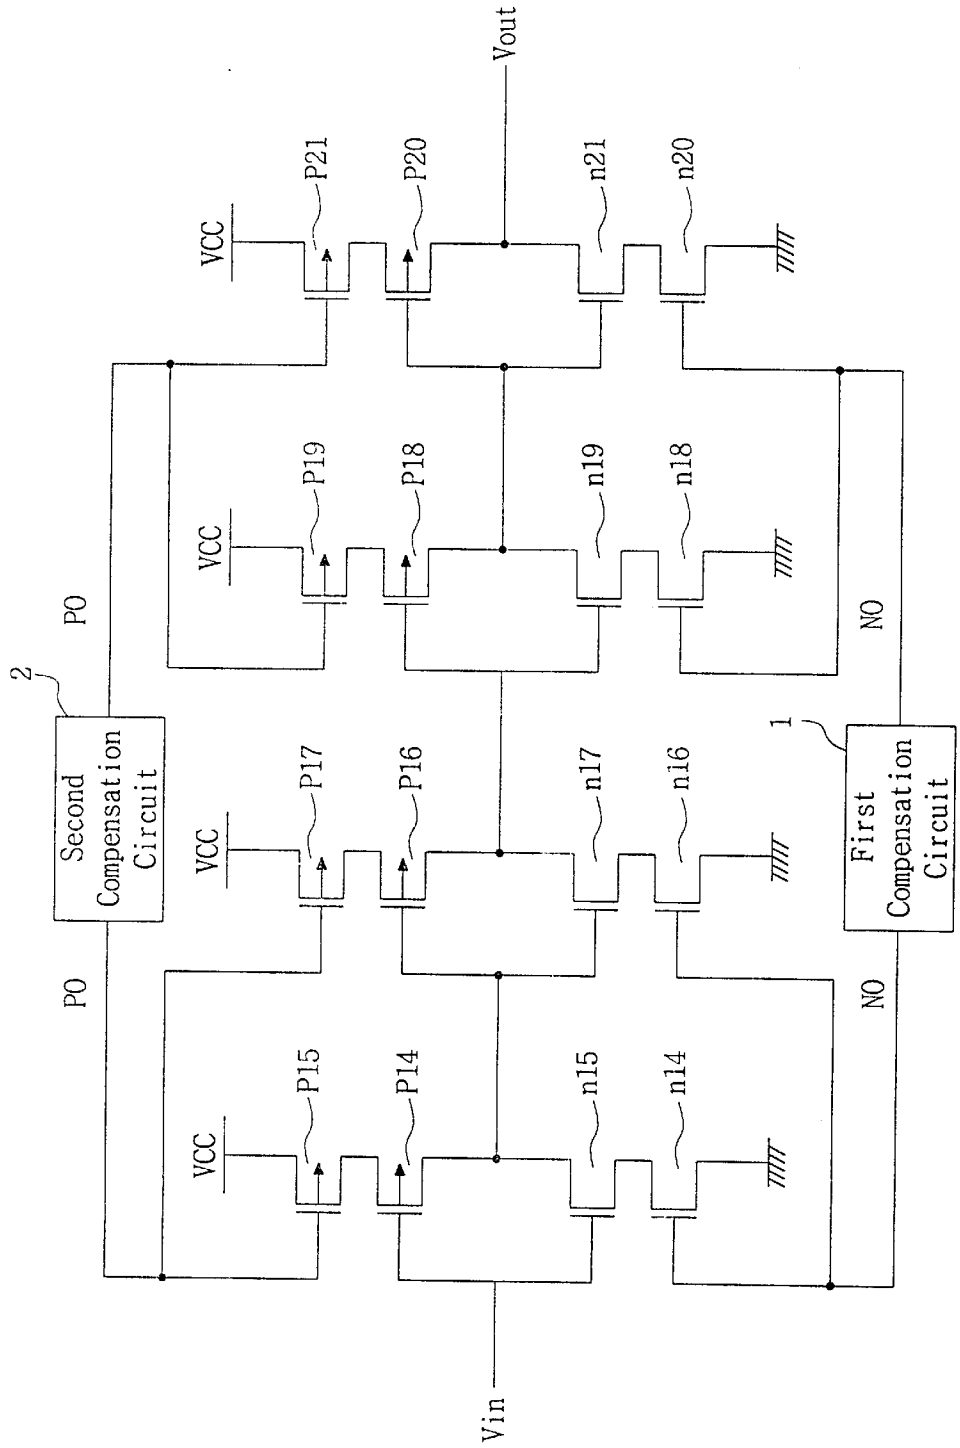 2
Second
Compensation
Circuit
PO
PO
VCC
VCC
VCC
VCC
P15
P17
P19
P21
P14
P16
P18
P20
Vin
Vout
n15
n17
n19
n21
n14
n16
n18
n20
NO
NO
1
First
Compensation
Circuit